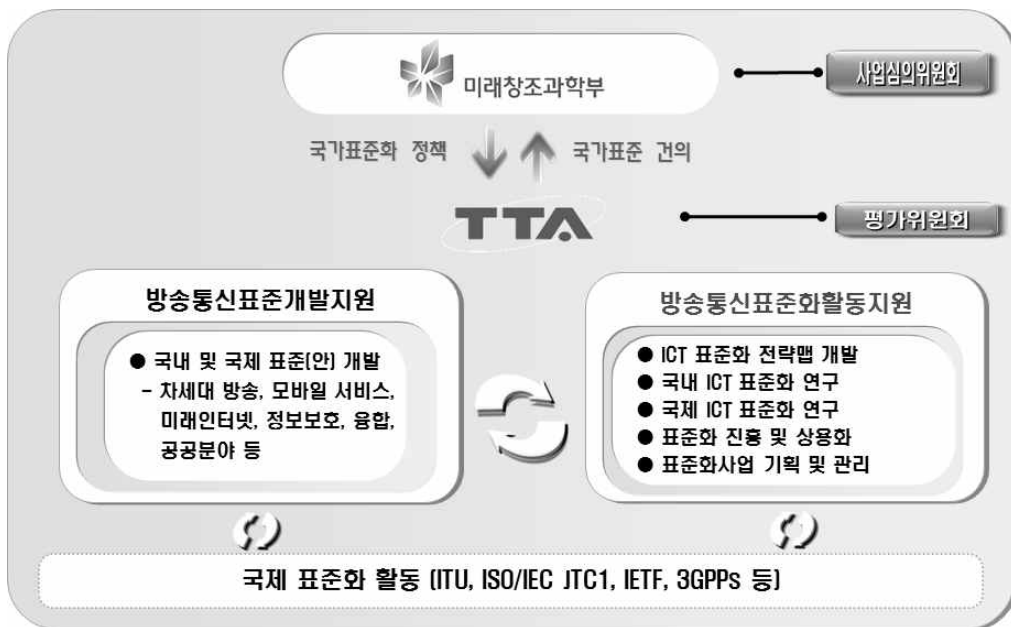 미래창조과학부
사업심의위원회
국가표준화 정책
국가표준 건의
TTA
평가위원회
방송통신표준개발지원
● 국내 및 국제 표준(안) 개발
- 차세대 방송, 모바일 서비스,
미래인터넷, 정보보호, 융합,
공공분야 등
방송통신표준화활동지원
● ICT 표준화 전략맵 개발
● 국내 ICT 표준화 연구
● 국제 ICT 표준화 연구
● 표준화 진흥 및 상용화
● 표준화사업 기획 및 관리
국제 표준화 활동 (ITU, ISO/IEC JTC1, IETF, 3GPPs 등)